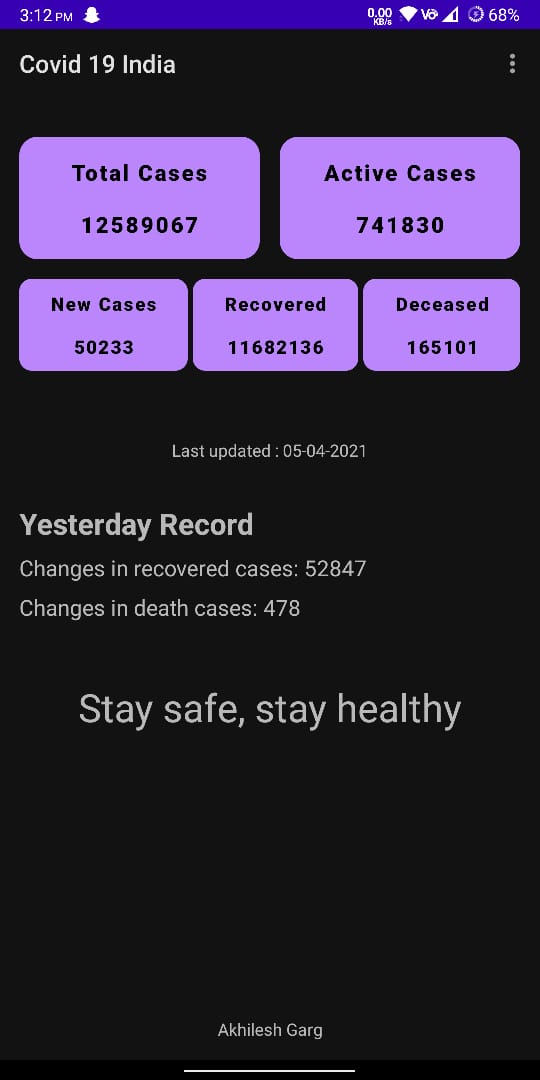 3:12 PM 0.00 KB/s 68%
Covid 19 India
Total Cases Active Cases
12589067 741830
New Cases Recovered Deceased
50233 11682136 165101
Last updated : 05-04-2021
Yesterday Record
Changes in recovered cases: 52847
Changes in death cases: 478
Stay safe, stay healthy
Akhilesh Garg